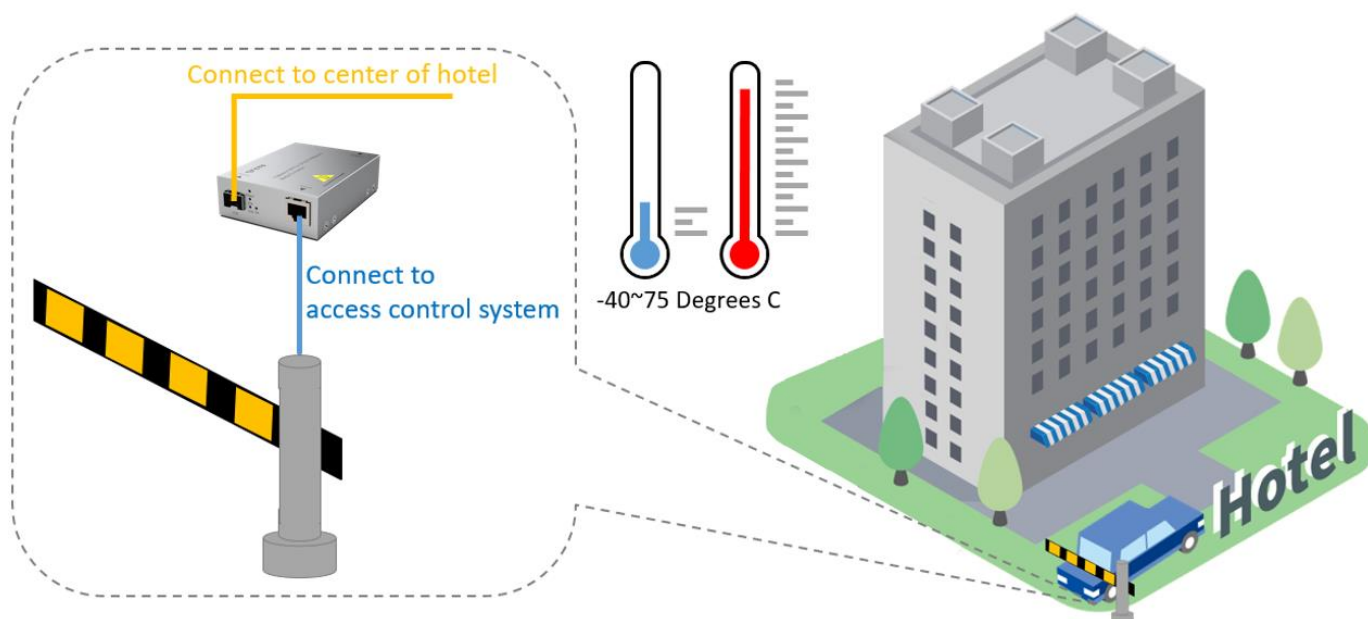 Connect to center of hotel
Connect to
access control system
-40~75 Degrees C
Hotel